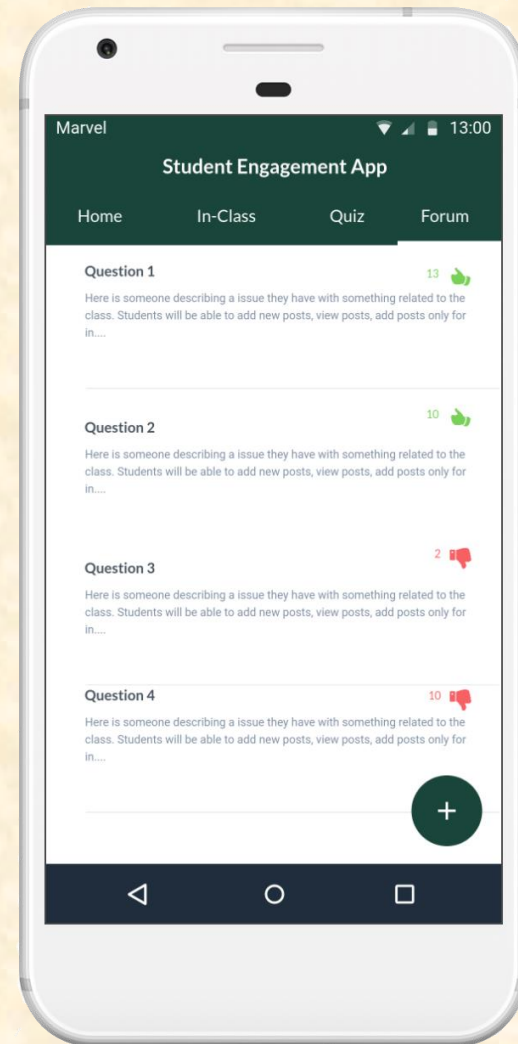 Marvel 13:00
Student Engagement App
Home In-Class Quiz Forum
Question 1 13
Here is someone describing a issue they have with something related to the
class. Students will be able to add new posts, view posts, add posts only for
in....
10
Question 2
Here is someone describing a issue they have with something related to the
class. Students will be able to add new posts, view posts, add posts only for
in....
2
Question 3
Here is someone describing a issue they have with something related to the
class. Students will be able to add new posts, view posts, add posts only for
in....
Question 4 10
Here is someone describing a issue they have with something related to the
class. Students will be able to add new posts, view posts, add posts only for
in....
+